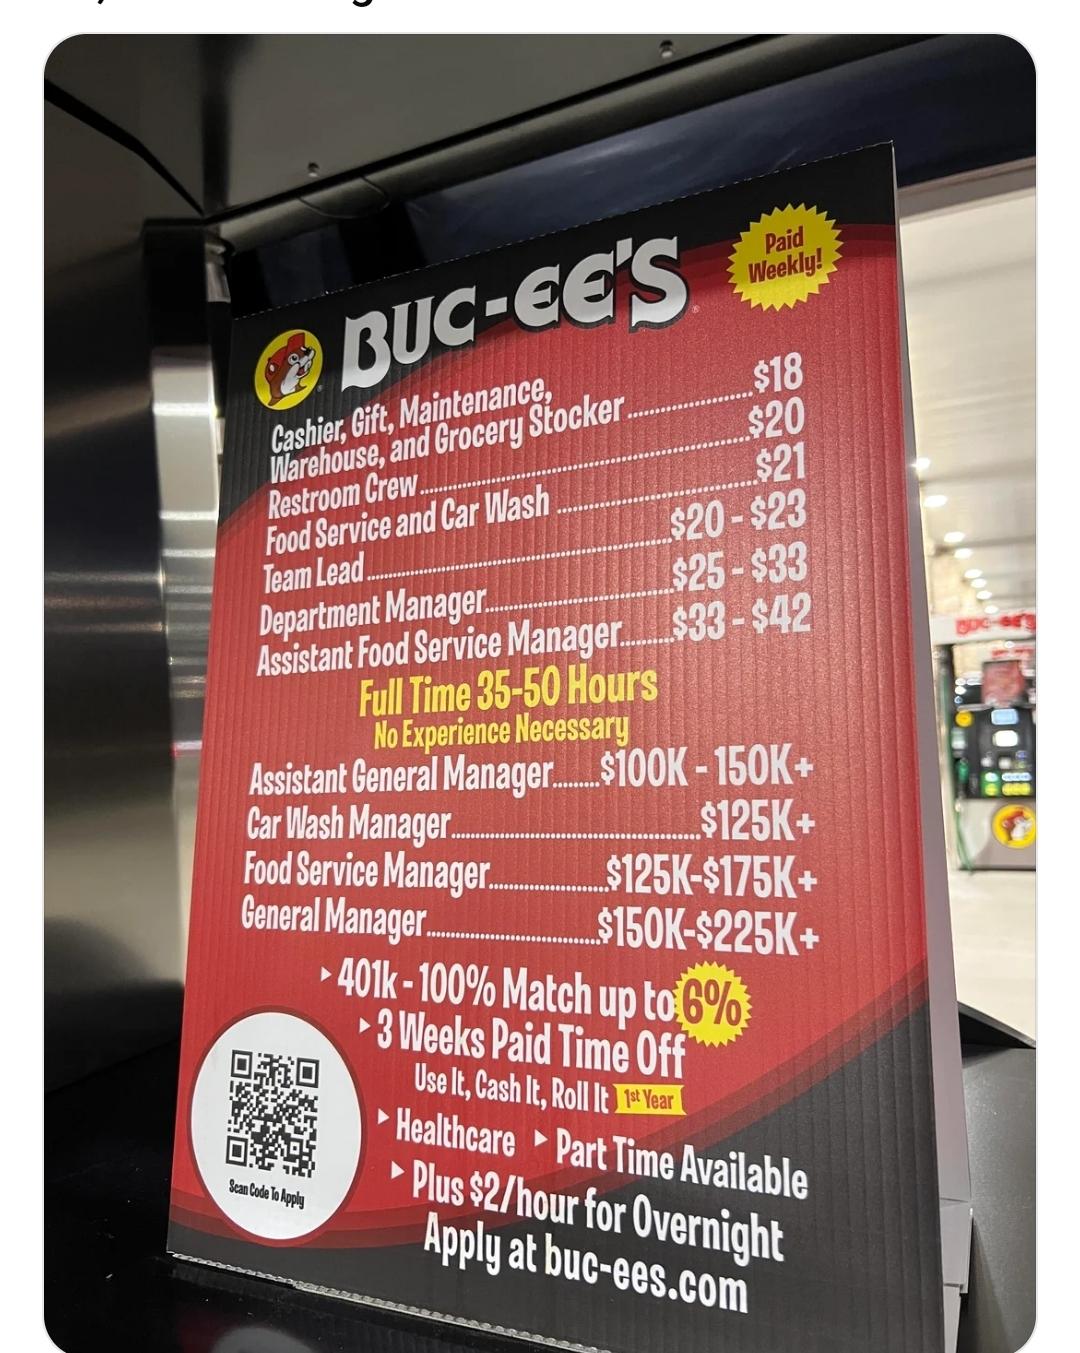 BUC-EE'S
Paid
Weekly!
Cashier, Gift, Maintenance,
Warehouse, and Grocery Stocker........................$18
Restroom Crew........................$20
Food Service and Car Wash ........................$21
Team Lead........................$20 - $23
Department Manager........................$25 - $33
Assistant Food Service Manager.........$33 - $42
Full Time 35-50 Hours
No Experience Necessary
Assistant General Manager.......$100K - 150K+
Car Wash Manager........................$125K+
Food Service Manager..................$125K-$175K+
General Manager........................$150K-$225K+
‣ 401k - 100% Match up to 6%
‣ 3 Weeks Paid Time Off
Use It, Cash It, Roll It 1st Year
‣ Healthcare ‣ Part Time Available
‣ Plus $2/hour for Overnight
Apply at buc-ees.com
Scan Code To Apply
BUC-EE'S